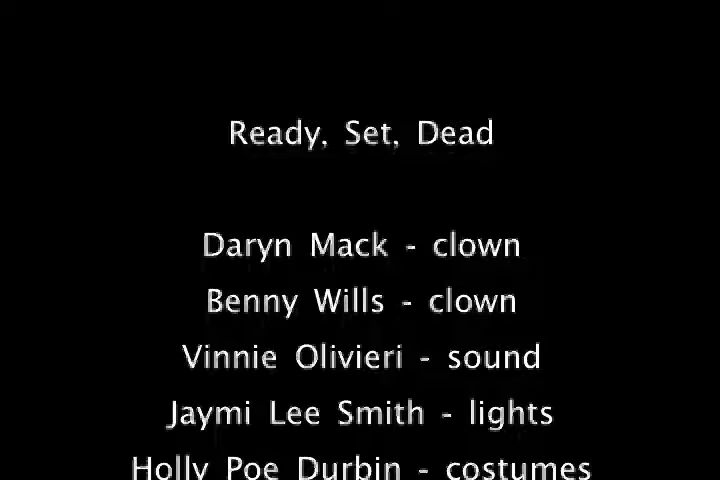 Ready, Set, Dead
Daryn Mack - clown
Benny Wills - clown
Vinnie Olivieri - sound
Jaymi Lee Smith - lights
Holly Poe Durbin - costumes